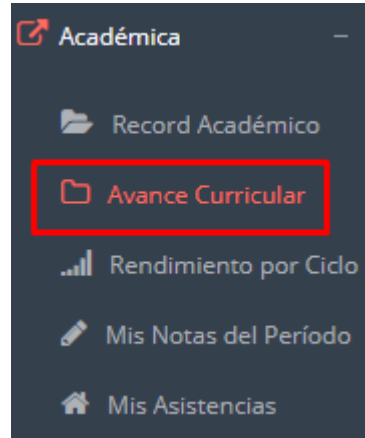 Académica
Record Académico
Avance Curricular
Rendimiento por Ciclo
Mis Notas del Período
Mis Asistencias